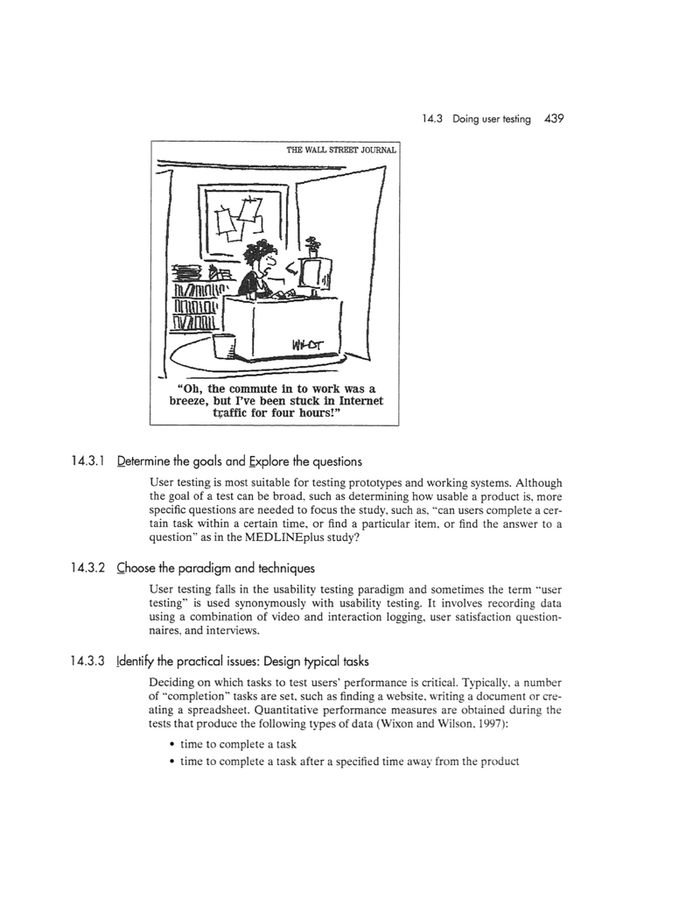 14.3 Doing user testing 439
THE WALL STREET JOURNAL
WILDT
"Oh, the commute in to work was a
breeze, but I've been stuck in Internet
traffic for four hours!"
14.3.1 Determine the goals and Explore the questions
User testing is most suitable for testing prototypes and working systems. Although
the goal of a test can be broad, such as determining how usable a product is, more
specific questions are needed to focus the study, such as, "can users complete a cer-
tain task within a certain time, or find a particular item, or find the answer to a
question" as in the MEDLINEplus study?
14.3.2 Choose the paradigm and techniques
User testing falls in the usability testing paradigm and sometimes the term "user
testing" is used synonymously with usability testing. It involves recording data
using a combination of video and interaction logging, user satisfaction question-
naires, and interviews.
14.3.3 Identify the practical issues: Design typical tasks
Deciding on which tasks to test users' performance is critical. Typically, a number
of "completion" tasks are set, such as finding a website, writing a document or cre-
ating a spreadsheet. Quantitative performance measures are obtained during the
tests that produce the following types of data (Wixon and Wilson, 1997):
• time to complete a task
• time to complete a task after a specified time away from the product